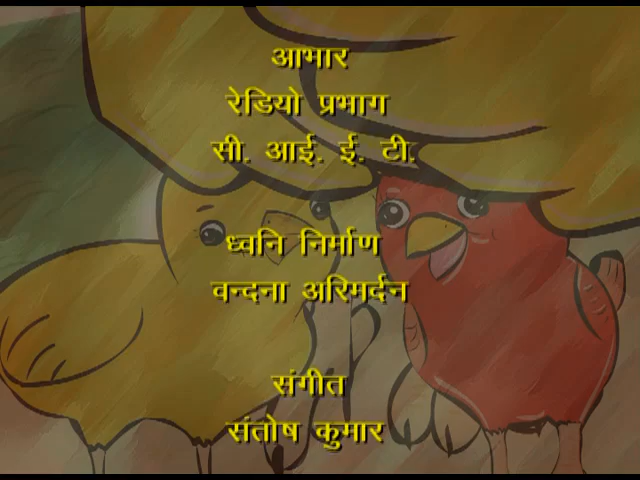 आभार
रेडियो प्रभाग
सी. आई. ई. टी.
ध्वनि निर्माण
वन्दना अरिमर्दन
संगीत
संतोष कुमार